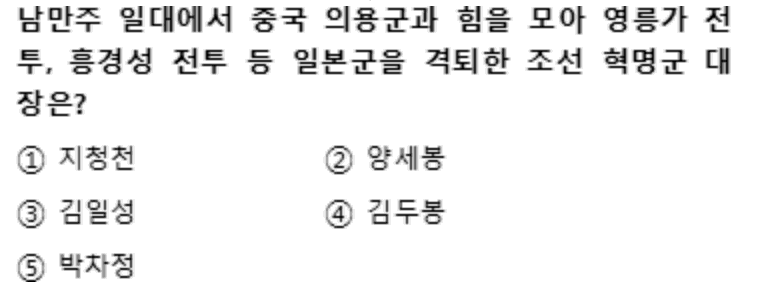 남만주 일대에서 중국 의용군과 힘을 모아 영릉가 전
투, 흥경성 전투 등 일본군을 격퇴한 조선 혁명군 대
장은?
① 지청천 ② 양세봉
③ 김일성 ④ 김두봉
⑤ 박차정